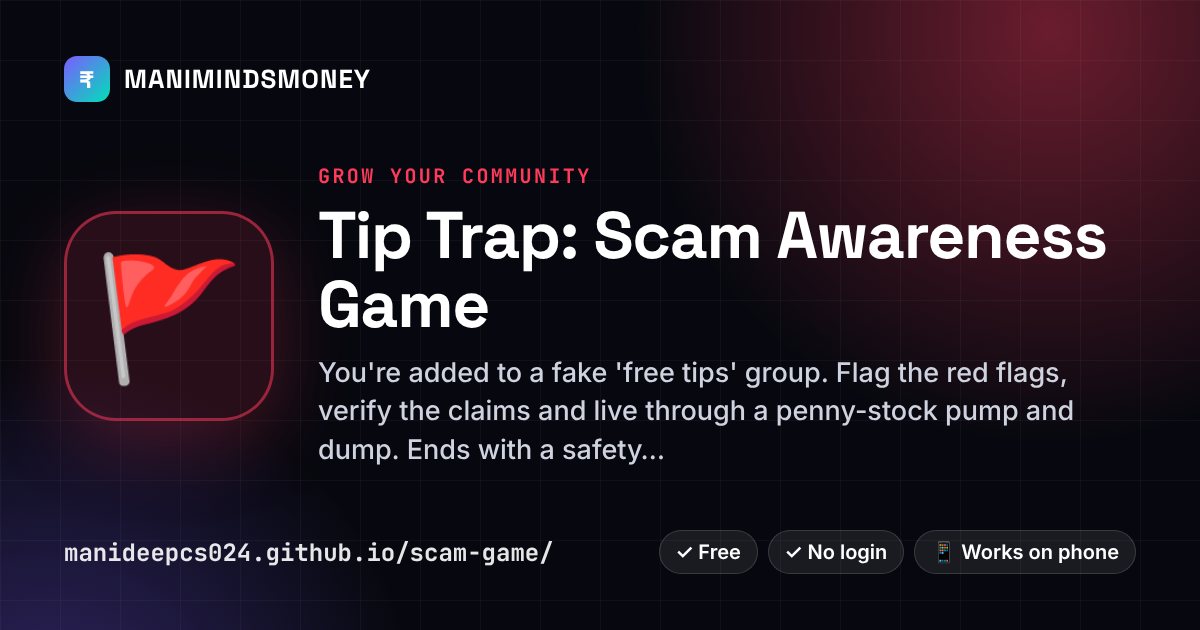 ₹ MANIMINDSMONEY
GROW YOUR COMMUNITY
Tip Trap: Scam Awareness
Game
You're added to a fake 'free tips' group. Flag the red flags,
verify the claims and live through a penny-stock pump and
dump. Ends with a safety...
manideepcs024.github.io/scam-game/
✓ Free
✓ No login
📱 Works on phone